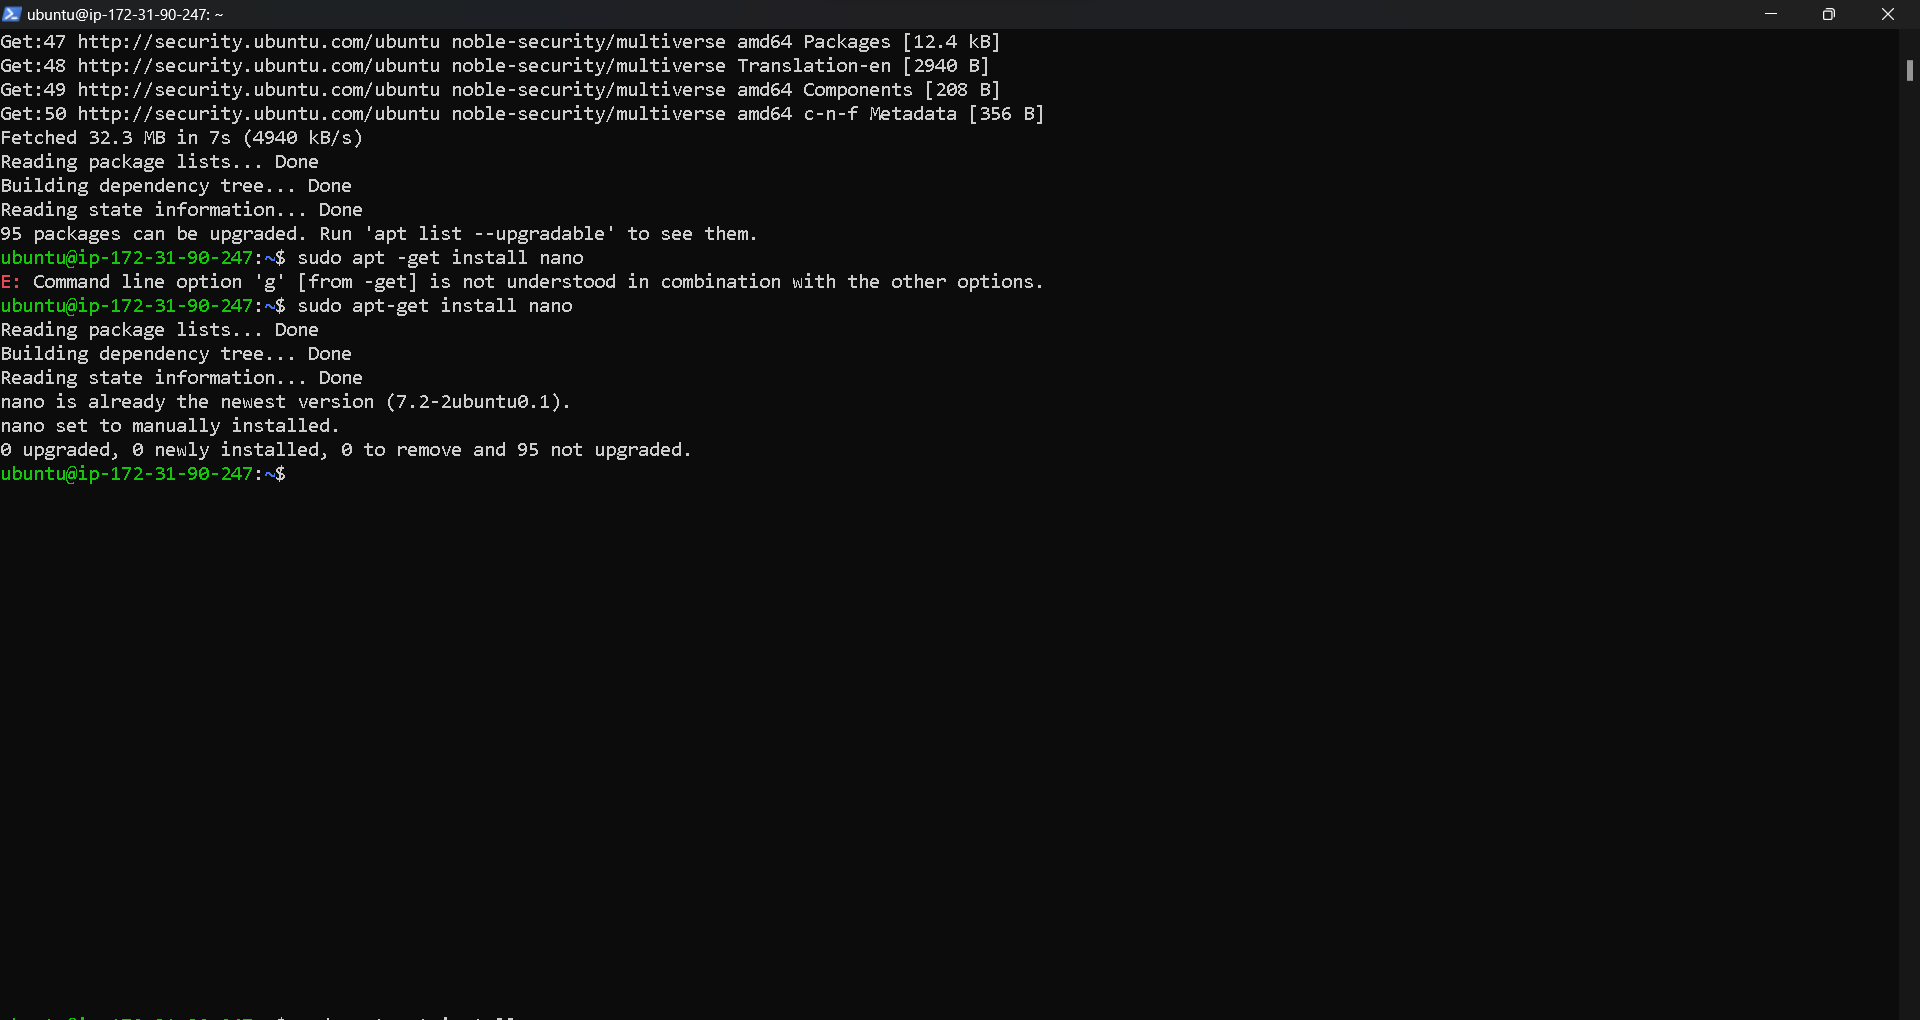 ubuntu@ip-172-31-90-247: ~
Get:47 http://security.ubuntu.com/ubuntu noble-security/multiverse amd64 Packages [12.4 kB]
Get:48 http://security.ubuntu.com/ubuntu noble-security/multiverse Translation-en [2940 B]
Get:49 http://security.ubuntu.com/ubuntu noble-security/multiverse amd64 Components [208 B]
Get:50 http://security.ubuntu.com/ubuntu noble-security/multiverse amd64 c-n-f Metadata [356 B]
Fetched 32.3 MB in 7s (4940 kB/s)
Reading package lists... Done
Building dependency tree... Done
Reading state information... Done
95 packages can be upgraded. Run 'apt list --upgradable' to see them.
ubuntu@ip-172-31-90-247:~$ sudo apt -get install nano
E: Command line option 'g' [from -get] is not understood in combination with the other options.
ubuntu@ip-172-31-90-247:~$ sudo apt-get install nano
Reading package lists... Done
Building dependency tree... Done
Reading state information... Done
nano is already the newest version (7.2-2ubuntu0.1).
nano set to manually installed.
0 upgraded, 0 newly installed, 0 to remove and 95 not upgraded.
ubuntu@ip-172-31-90-247:~$